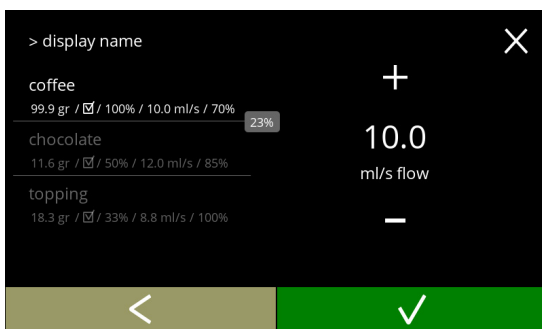 > display name
coffee
99.9 gr / ☑ / 100% / 10.0 ml/s / 70%
23%
chocolate
11.6 gr / ☑ / 50% / 12.0 ml/s / 85%
topping
18.3 gr / ☑ / 33% / 8.8 ml/s / 100%
+
10.0
ml/s flow
-